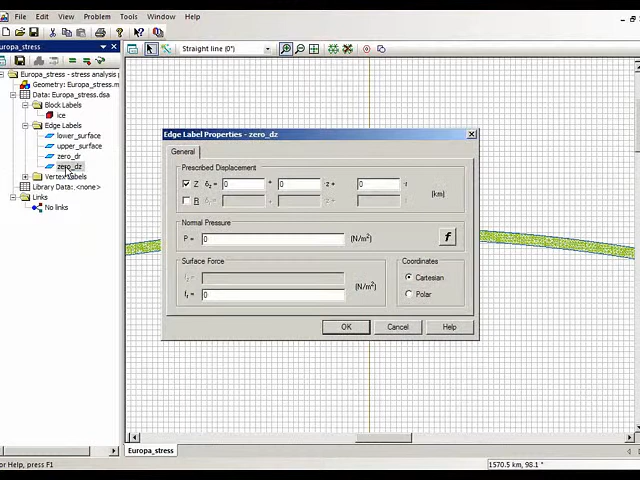 File Edit View Problem Tools Window Help
Straight line (0°)
Europa_stress
Europa_stress - stress analysis p
Geometry: Europa_stress.m
Data: Europa_stress.dsa
Block Labels
ice
Edge Labels
lower_surface
upper_surface
zero_dr
zero_dz
Vertex Labels
Library Data: <none>
Links
No links
Edge Label Properties - zero_dz
General
Prescribed Displacement
Z δz = 0 + 0 ·z + 0 ·r (km)
R
Normal Pressure
P = 0 (N/m²)
f
Surface Force
0 (N/m²)
Coordinates
Cartesian
Polar
OK Cancel Help
Europa_stress
For Help, press F1
1570.5 km, 98.1 °